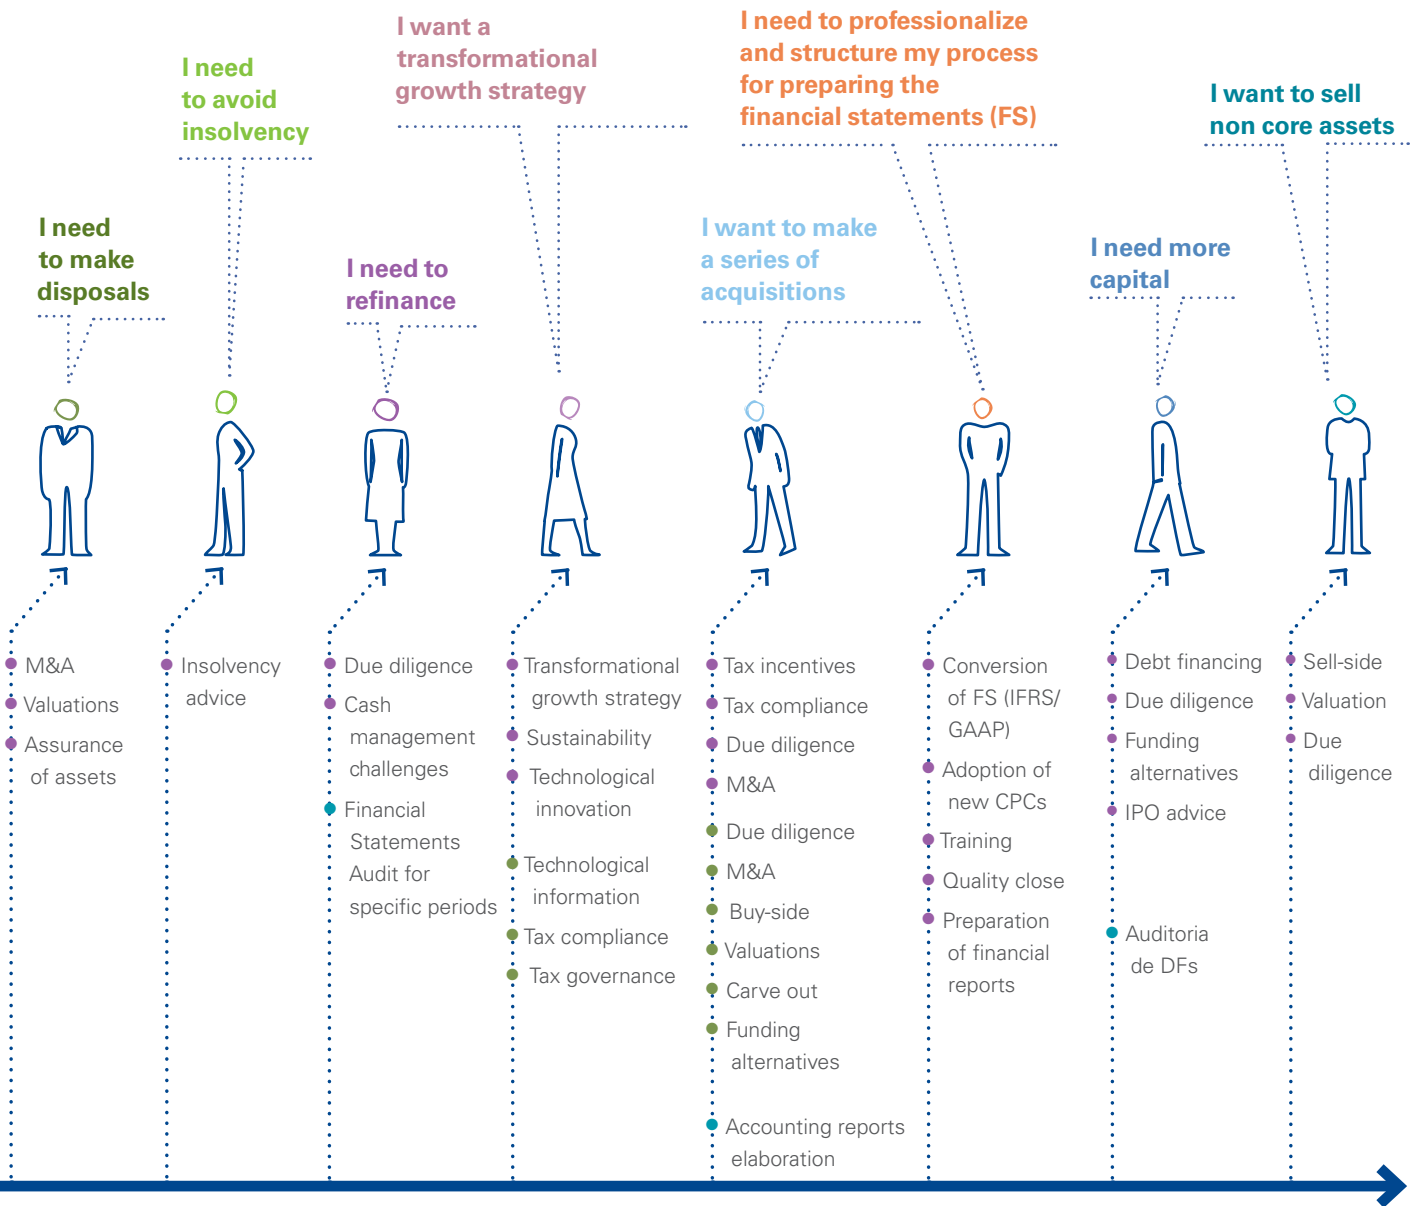 I need
to make
disposals
I need
to avoid
insolvency
I need to
refinance
I want a
transformational
growth strategy
I want to make
a series of
acquisitions
I need to professionalize
and structure my process
for preparing the
financial statements (FS)
I need more
capital
I want to sell
non core assets
M&A
Valuations
Assurance
of assets
Insolvency
advice
Due diligence
Cash
management
challenges
Financial
Statements
Audit for
specific periods
Transformational
growth strategy
Sustainability
Technological
innovation
Technological
information
Tax compliance
Tax governance
Tax incentives
Tax compliance
Due diligence
M&A
Due diligence
M&A
Buy-side
Valuations
Carve out
Funding
alternatives
Accounting reports
elaboration
Conversion
of FS (IFRS/
GAAP)
Adoption of
new CPCs
Training
Quality close
Preparation
of financial
reports
Debt financing
Due diligence
Funding
alternatives
IPO advice
Auditoria
de DFs
Sell-side
Valuation
Due
diligence